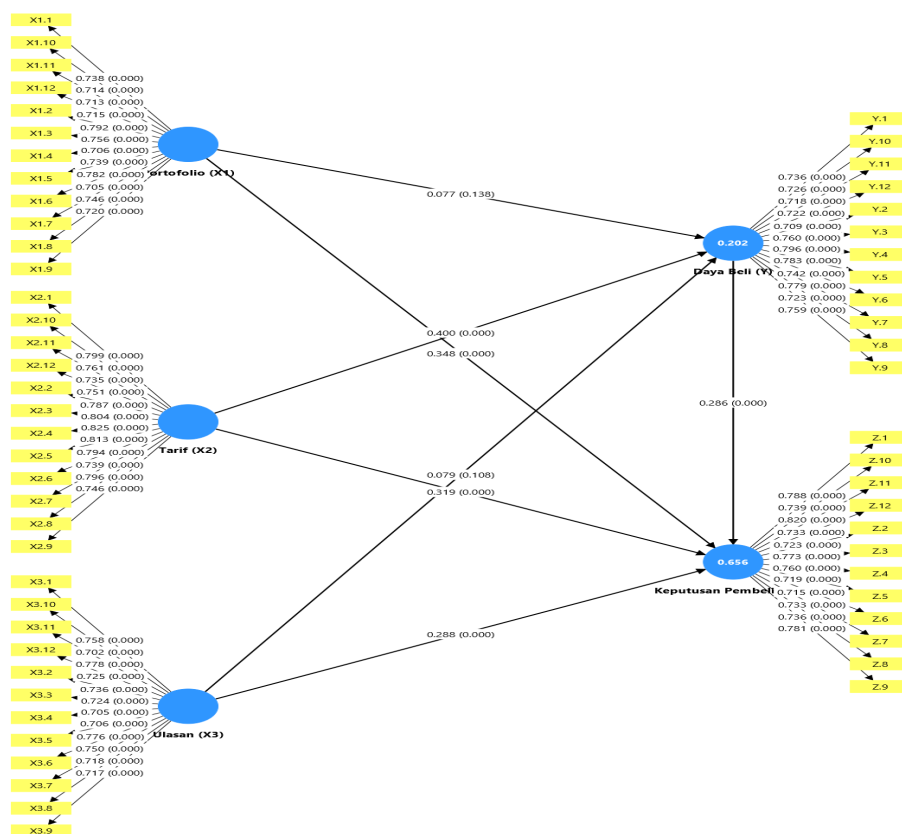 X1.1
X1.10
X1.11
X1.12
X1.2
X1.3
X1.4
X1.5
X1.6
X1.7
X1.8
X1.9
0.738 (0.000)
0.714 (0.000)
0.713 (0.000)
0.715 (0.000)
0.792 (0.000)
0.756 (0.000)
0.706 (0.000)
0.739 (0.000)
0.782 (0.000)
0.705 (0.000)
0.746 (0.000)
0.720 (0.000)
ortofolio (X1)
X2.1
X2.10
X2.11
X2.12
X2.2
X2.3
X2.4
X2.5
X2.6
X2.7
X2.8
X2.9
0.799 (0.000)
0.761 (0.000)
0.735 (0.000)
0.751 (0.000)
0.787 (0.000)
0.804 (0.000)
0.825 (0.000)
0.813 (0.000)
0.794 (0.000)
0.739 (0.000)
0.796 (0.000)
0.746 (0.000)
Tarif (X2)
X3.1
X3.10
X3.11
X3.12
X3.2
X3.3
X3.4
X3.5
X3.6
X3.7
X3.8
X3.9
0.758 (0.000)
0.702 (0.000)
0.778 (0.000)
0.725 (0.000)
0.736 (0.000)
0.724 (0.000)
0.705 (0.000)
0.706 (0.000)
0.776 (0.000)
0.750 (0.000)
0.718 (0.000)
0.717 (0.000)
Ulasan (X3)
0.077 (0.138)
0.400 (0.000)
0.348 (0.000)
0.079 (0.108)
0.319 (0.000)
0.288 (0.000)
0.286 (0.000)
0.202
Daya Beli (Y)
0.736 (0.000)
0.726 (0.000)
0.718 (0.000)
0.722 (0.000)
0.709 (0.000)
0.760 (0.000)
0.796 (0.000)
0.783 (0.000)
0.742 (0.000)
0.779 (0.000)
0.723 (0.000)
0.759 (0.000)
Y.1
Y.10
Y.11
Y.12
Y.2
Y.3
Y.4
Y.5
Y.6
Y.7
Y.8
Y.9
0.656
Keputusan Pembeli
0.788 (0.000)
0.739 (0.000)
0.820 (0.000)
0.733 (0.000)
0.723 (0.000)
0.773 (0.000)
0.760 (0.000)
0.719 (0.000)
0.715 (0.000)
0.733 (0.000)
0.736 (0.000)
0.781 (0.000)
Z.1
Z.10
Z.11
Z.12
Z.2
Z.3
Z.4
Z.5
Z.6
Z.7
Z.8
Z.9